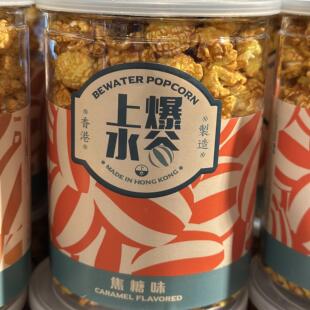 BEWATER POPCORN
香港
上水
爆谷
製造
MADE IN HONG KONG
焦糖味
CARAMEL FLAVORED